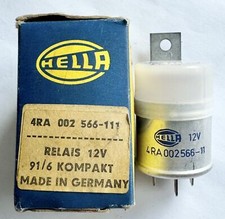 HELLA
4RA 002 566-111
RELAIS 12V
91/6 KOMPAKT
MADE IN GERMANY
HELLA
12V
4RA 002566-11